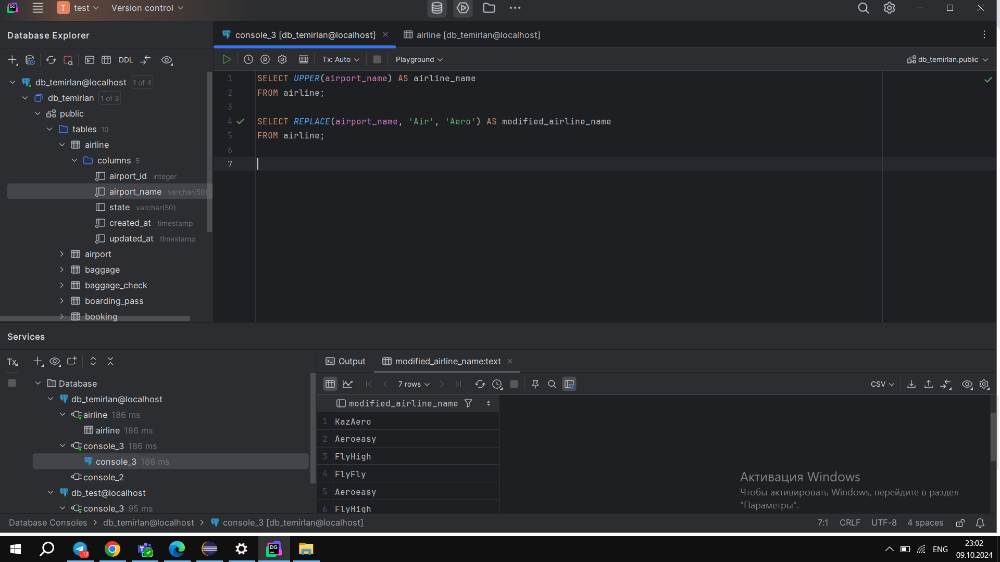 T test Version control
Database Explorer
console_3 [db_temirlan@localhost]
airline [db_temirlan@localhost]
DDL
Tx: Auto
Playground
db_temirlan.public
db_temirlan@localhost 1 of 4
db_temirlan 1 of 3
public
tables 10
airline
columns 5
airport_id integer
airport_name varchar(50)
state varchar(50)
created_at timestamp
updated_at timestamp
airport
baggage
baggage_check
boarding_pass
booking
1 SELECT UPPER(airport_name) AS airline_name
2 FROM airline;
3
4 SELECT REPLACE(airport_name, 'Air', 'Aero') AS modified_airline_name
5 FROM airline;
6
7
Services
Tx
Database
db_temirlan@localhost
airline 186 ms
airline 186 ms
console_3 186 ms
console_3 186 ms
console_2
db_test@localhost
console_3 95 ms
Output
modified_airline_name:text
7 rows
CSV
modified_airline_name
1 KazAero
2 Aeroeasy
3 FlyHigh
4 FlyFly
5 Aeroeasy
6 FlyHigh
Активация Windows
Чтобы активировать Windows, перейдите в раздел
"Параметры".
Database Consoles > db_temirlan@localhost > console_3 [db_temirlan@localhost]
7:1 CRLF UTF-8 4 spaces
..12
DG
ENG
23:02
09.10.2024